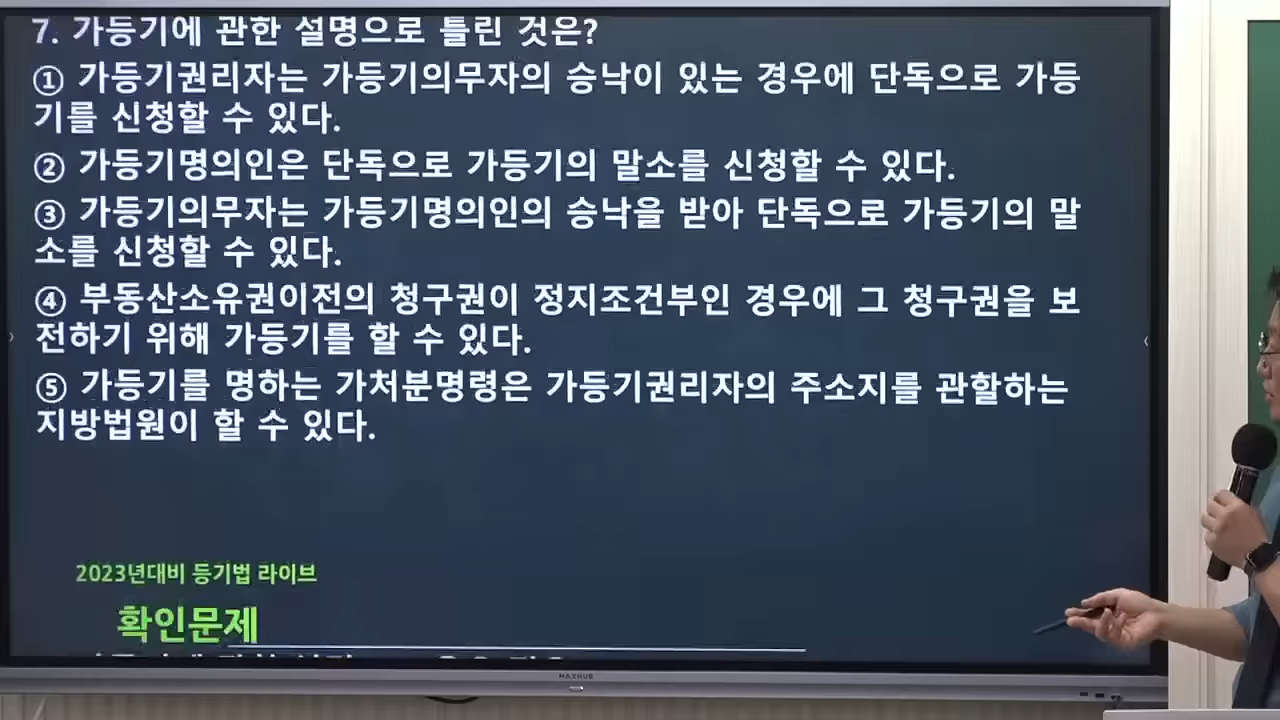 7. 가등기에 관한 설명으로 틀린 것은?
① 가등기권리자는 가등기의무자의 승낙이 있는 경우에 단독으로 가등
기를 신청할 수 있다.
② 가등기명의인은 단독으로 가등기의 말소를 신청할 수 있다.
③ 가등기의무자는 가등기명의인의 승낙을 받아 단독으로 가등기의 말
소를 신청할 수 있다.
④ 부동산소유권이전의 청구권이 정지조건부인 경우에 그 청구권을 보
전하기 위해 가등기를 할 수 있다.
⑤ 가등기를 명하는 가처분명령은 가등기권리자의 주소지를 관할하는
지방법원이 할 수 있다.
2023년대비 등기법 라이브
확인문제
MAXHUB